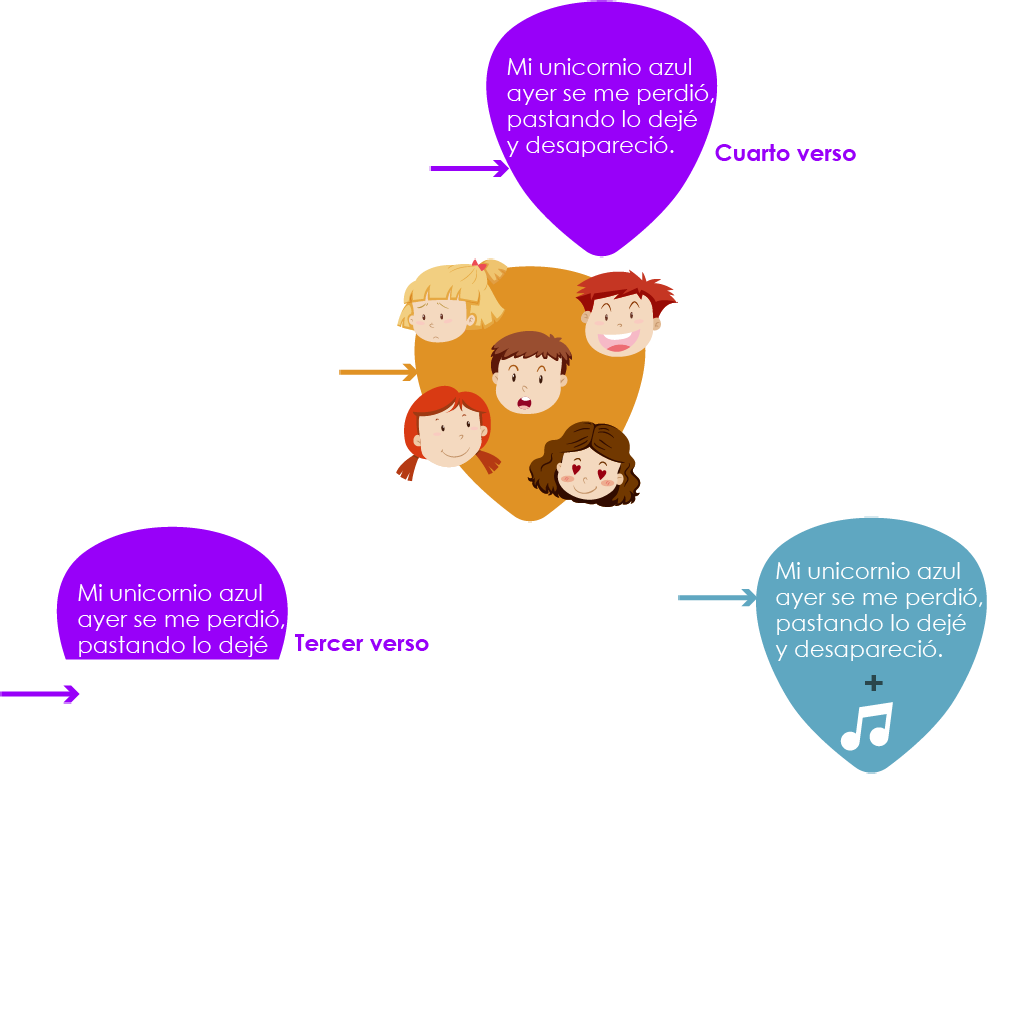 Mi unicornio azul
ayer se me perdió,
pastando lo dejé
y desapareció.
Cuarto verso
Mi unicornio azul
ayer se me perdió,
pastando lo dejé
Tercer verso
Mi unicornio azul
ayer se me perdió,
pastando lo dejé
y desapareció.
+